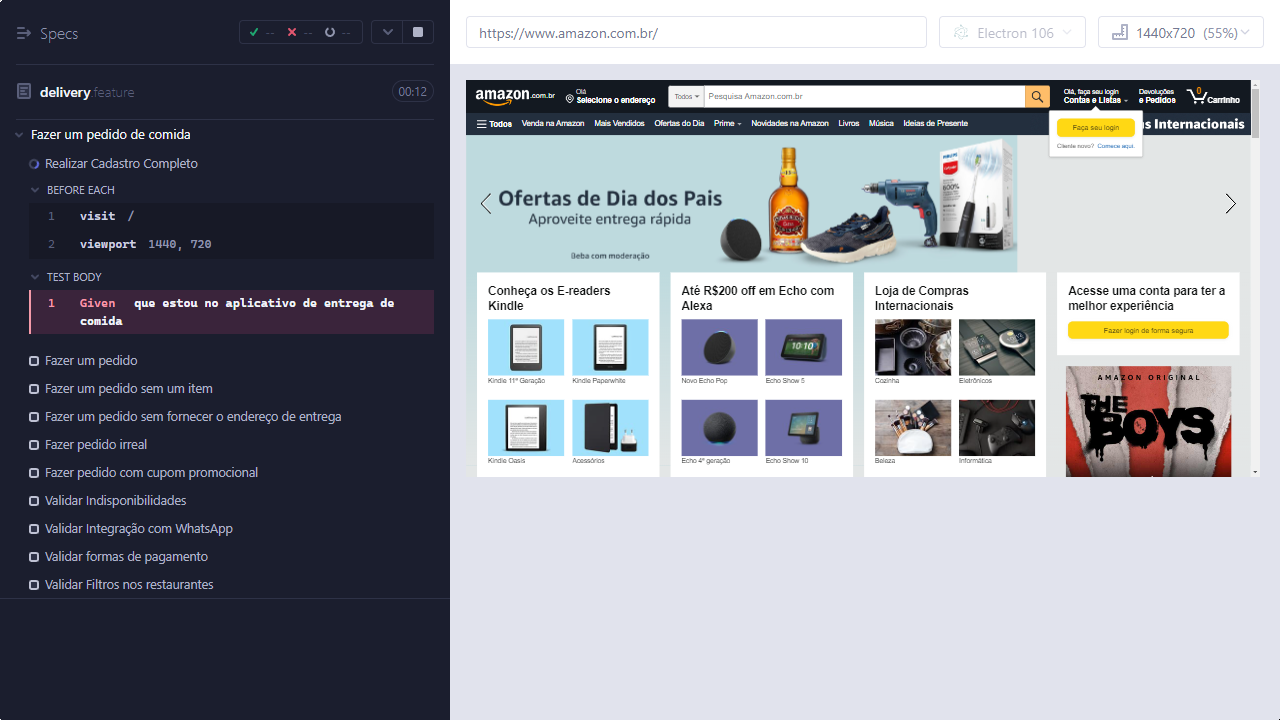 Specs
--
--
--
delivery.feature
00:12
Fazer um pedido de comida
Realizar Cadastro Completo
BEFORE EACH
1 visit /
2 viewport 1440, 720
TEST BODY
1 Given que estou no aplicativo de entrega de
comida
Fazer um pedido
Fazer um pedido sem um item
Fazer um pedido sem fornecer o endereço de entrega
Fazer pedido irreal
Fazer pedido com cupom promocional
Validar Indisponibilidades
Validar Integração com WhatsApp
Validar formas de pagamento
Validar Filtros nos restaurantes
https://www.amazon.com.br/
Electron 106
1440x720 (55%)
amazon.com.br
Olá
Selecione o endereço
Todos
Pesquisa Amazon.com.br
Olá, faça seu login
Contas e Listas
Devoluções
e Pedidos
0
Carrinho
Todos
Venda na Amazon
Mais Vendidos
Ofertas do Dia
Prime
Novidades na Amazon
Livros
Música
Ideias de Presente
as Internacionais
Faça seu login
Cliente novo? Comece aqui.
Ofertas de Dia dos Pais
Aproveite entrega rápida
Beba com moderação
PHILIPS
Conheça os E-readers
Kindle
Kindle 11ª Geração
Kindle Paperwhite
Kindle Oasis
Acessórios
Até R$200 off em Echo com
Alexa
Novo Echo Pop
Echo Show 5
10:10
Echo 4ª geração
Echo Show 10
Loja de Compras
Internacionais
Cozinha
Eletrônicos
Beleza
Informática
Acesse uma conta para ter a
melhor experiência
Fazer login de forma segura
AMAZON ORIGINAL
THE
BOYS